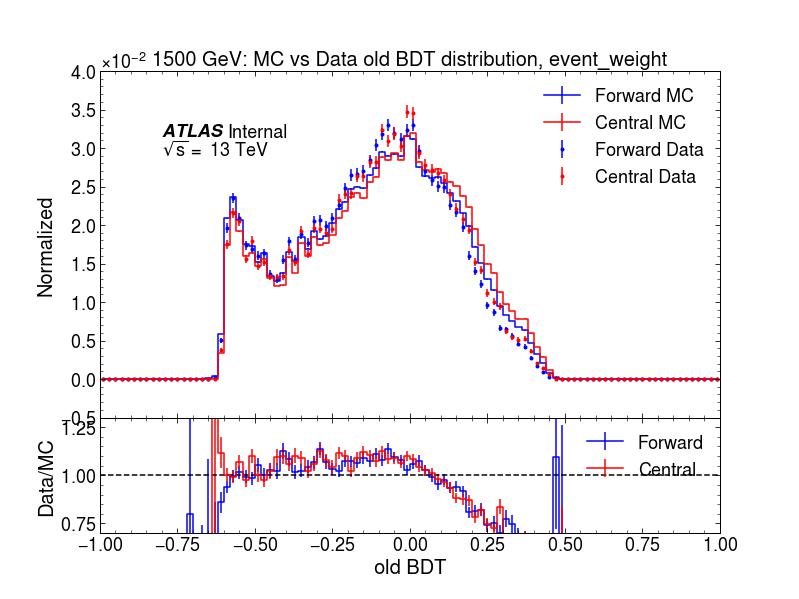 ×10⁻² 1500 GeV: MC vs Data old BDT distribution, event_weight
4.0
3.5
3.0
2.5
2.0
1.5
1.0
0.5
0.0
−0.5
Normalized
ATLAS Internal
√s = 13 TeV
Forward MC
Central MC
Forward Data
Central Data
1.25
1.00
0.75
Data/MC
Forward
Central
−1.00 −0.75 −0.50 −0.25 0.00 0.25 0.50 0.75 1.00
old BDT